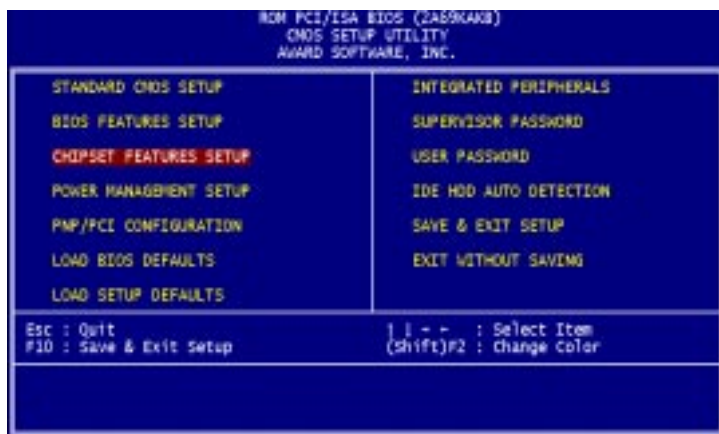 ROM PCI/ISA BIOS (2A69KAKB)
CMOS SETUP UTILITY
AWARD SOFTWARE, INC.
STANDARD CMOS SETUP
BIOS FEATURES SETUP
CHIPSET FEATURES SETUP
POWER MANAGEMENT SETUP
PNP/PCI CONFIGURATION
LOAD BIOS DEFAULTS
LOAD SETUP DEFAULTS
INTEGRATED PERIPHERALS
SUPERVISOR PASSWORD
USER PASSWORD
IDE HDD AUTO DETECTION
SAVE & EXIT SETUP
EXIT WITHOUT SAVING
Esc : Quit
F10 : Save & Exit Setup
: Select Item
(Shift)F2 : Change Color